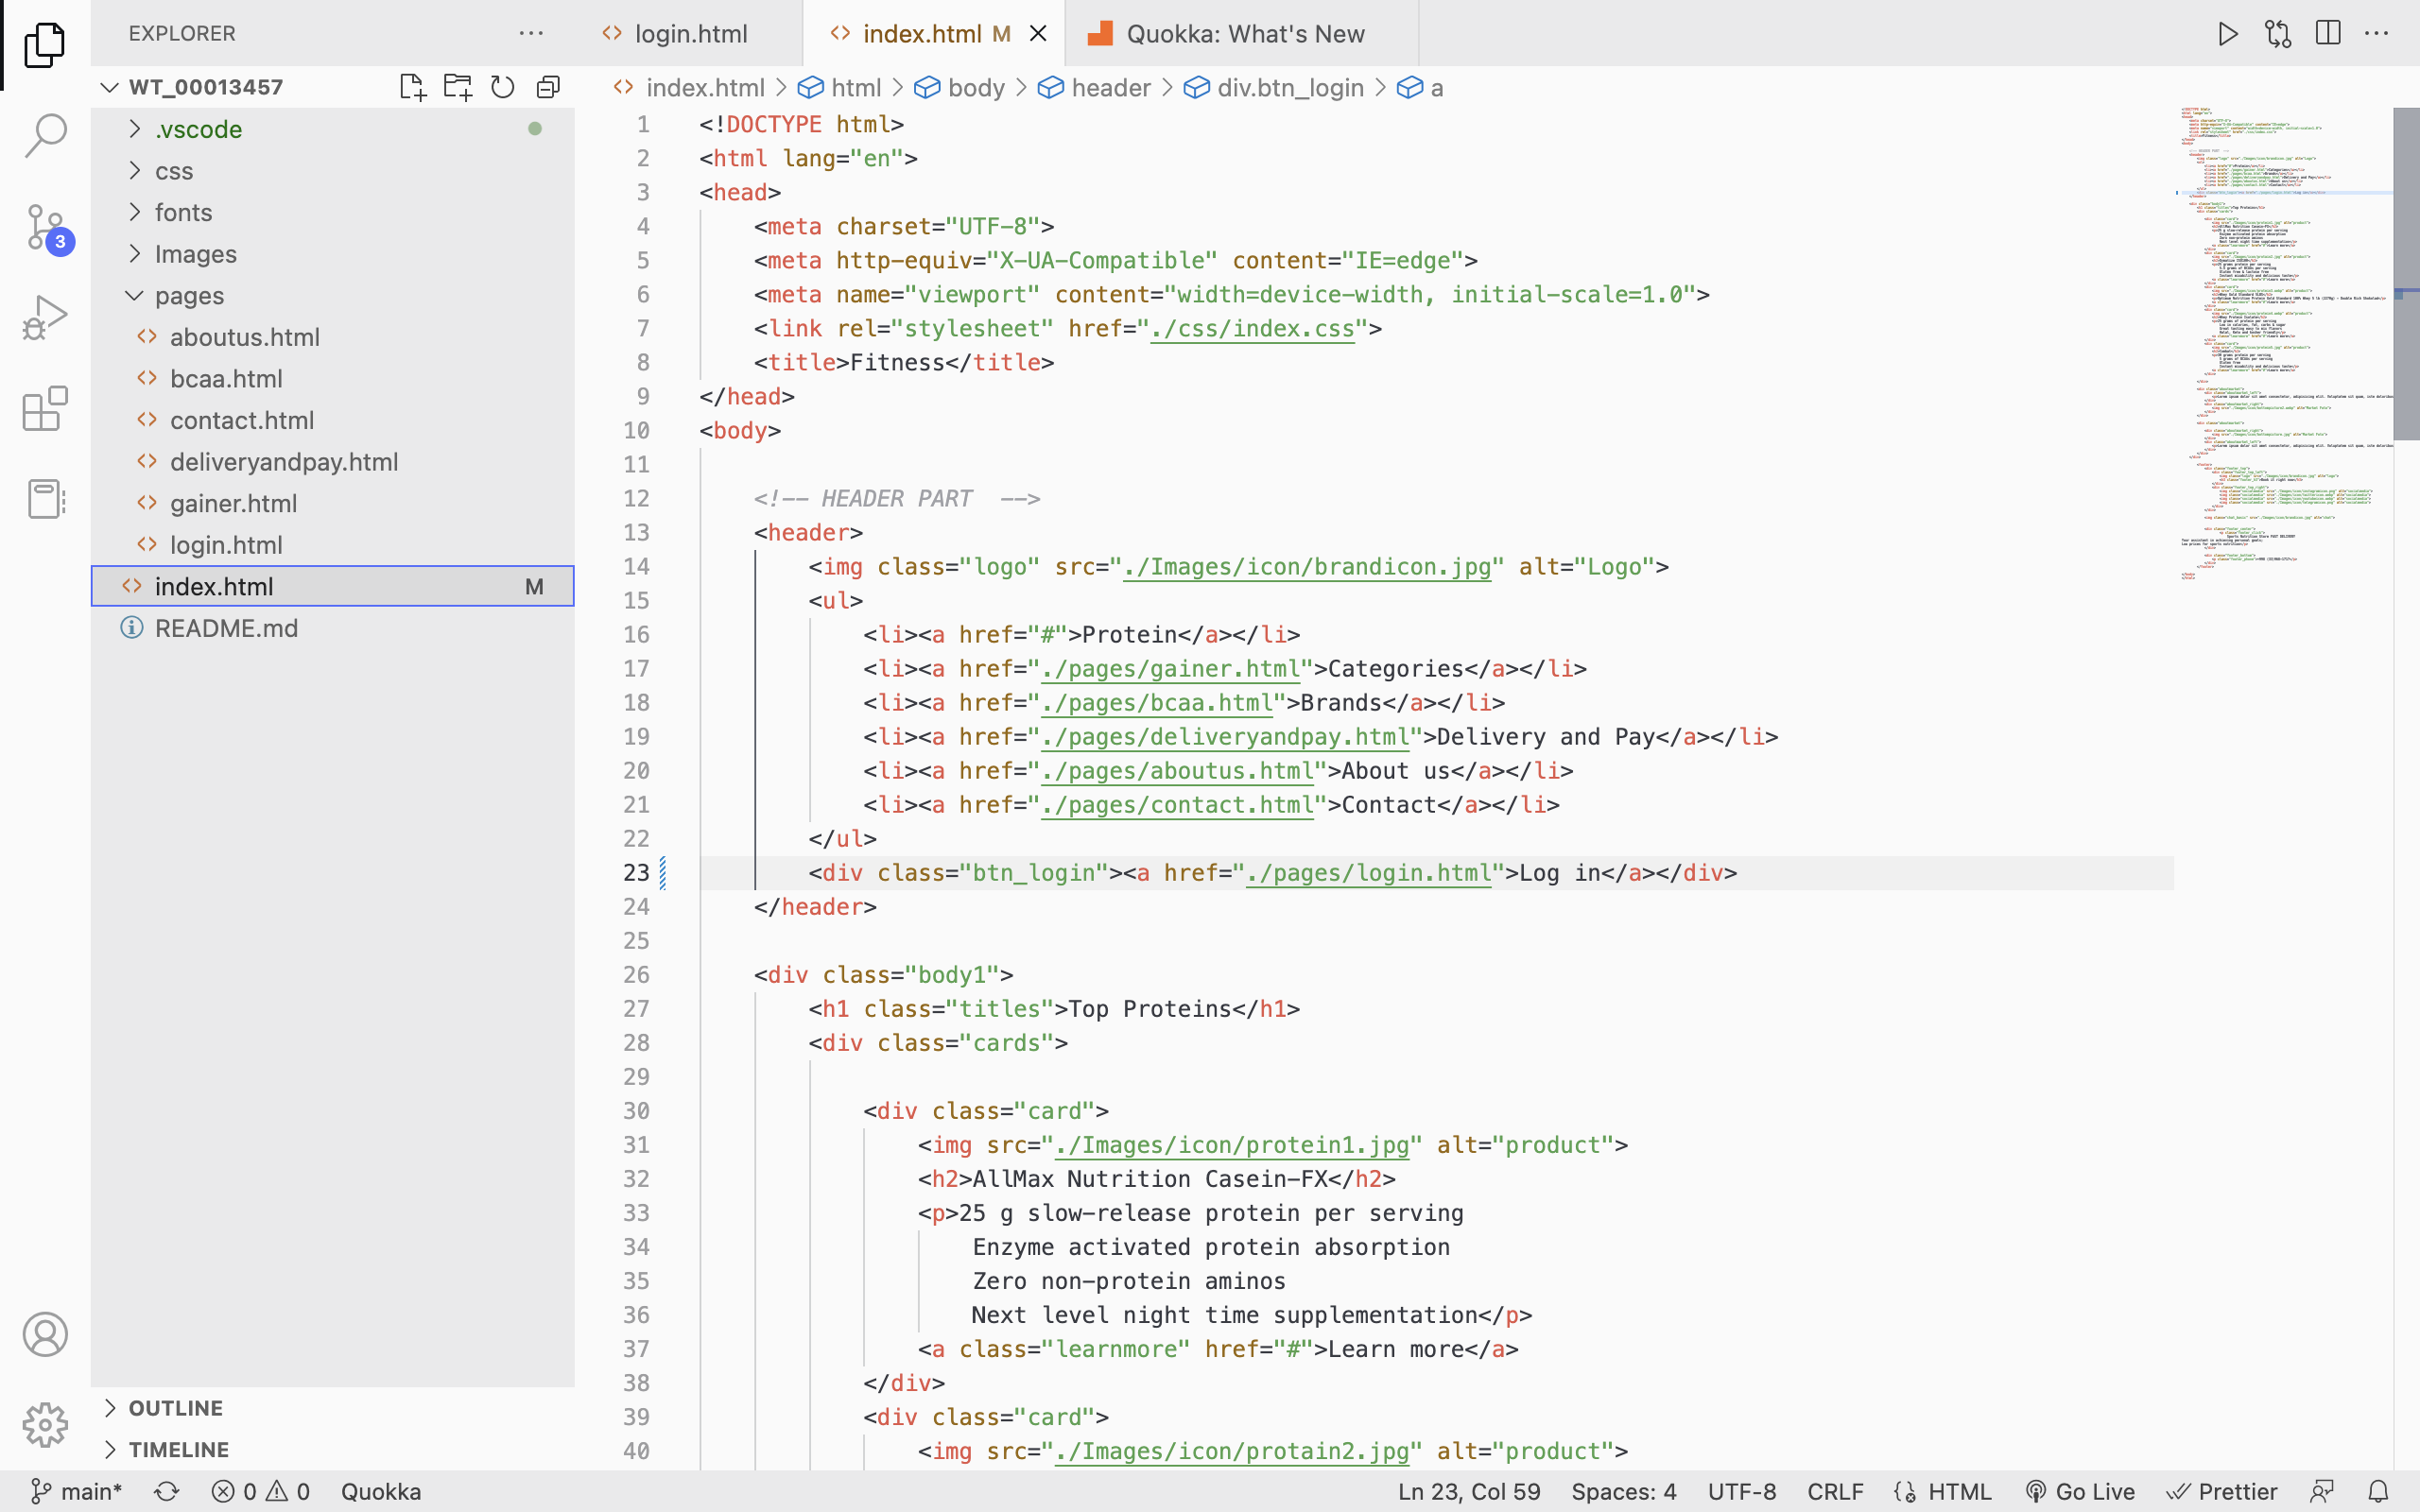 EXPLORER
WT_00013457
.vscode
css
fonts
Images
pages
aboutus.html
bcaa.html
contact.html
deliveryandpay.html
gainer.html
login.html
index.html M
README.md
OUTLINE
TIMELINE
3
login.html
index.html M
Quokka: What's New
index.html > html > body > header > div.btn_login > a
1 <!DOCTYPE html>
2 <html lang="en">
3 <head>
4 <meta charset="UTF-8">
5 <meta http-equiv="X-UA-Compatible" content="IE=edge">
6 <meta name="viewport" content="width=device-width, initial-scale=1.0">
7 <link rel="stylesheet" href="./css/index.css">
8 <title>Fitness</title>
9 </head>
10 <body>
11
12 <!-- HEADER PART  -->
13 <header>
14 <img class="logo" src="./Images/icon/brandicon.jpg" alt="Logo">
15 <ul>
16 <li><a href="#">Protein</a></li>
17 <li><a href="./pages/gainer.html">Categories</a></li>
18 <li><a href="./pages/bcaa.html">Brands</a></li>
19 <li><a href="./pages/deliveryandpay.html">Delivery and Pay</a></li>
20 <li><a href="./pages/aboutus.html">About us</a></li>
21 <li><a href="./pages/contact.html">Contact</a></li>
22 </ul>
23 <div class="btn_login"><a href="./pages/login.html">Log in</a></div>
24 </header>
25
26 <div class="body1">
27 <h1 class="titles">Top Proteins</h1>
28 <div class="cards">
29
30 <div class="card">
31 <img src="./Images/icon/protein1.jpg" alt="product">
32 <h2>AllMax Nutrition Casein-FX</h2>
33 <p>25 g slow-release protein per serving
34 Enzyme activated protein absorption
35 Zero non-protein aminos
36 Next level night time supplementation</p>
37 <a class="learnmore" href="#">Learn more</a>
38 </div>
39 <div class="card">
40 <img src="./Images/icon/protain2.jpg" alt="product">
main* 0 0 Quokka Ln 23, Col 59 Spaces: 4 UTF-8 CRLF HTML Go Live Prettier